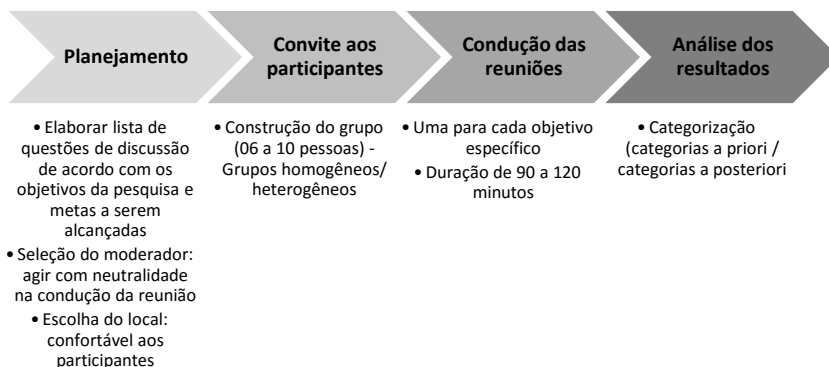 Planejamento
• Elaborar lista de
questões de discussão
de acordo com os
objetivos da pesquisa e
metas a serem
alcançadas
• Seleção do moderador:
agir com neutralidade
na condução da reunião
• Escolha do local:
confortável aos
participantes
Convite aos
participantes
• Construção do grupo
(06 a 10 pessoas) -
Grupos homogêneos/
heterogêneos
Condução das
reuniões
• Uma para cada objetivo
específico
• Duração de 90 a 120
minutos
Análise dos
resultados
• Categorização
(categorias a priori /
categorias a posteriori